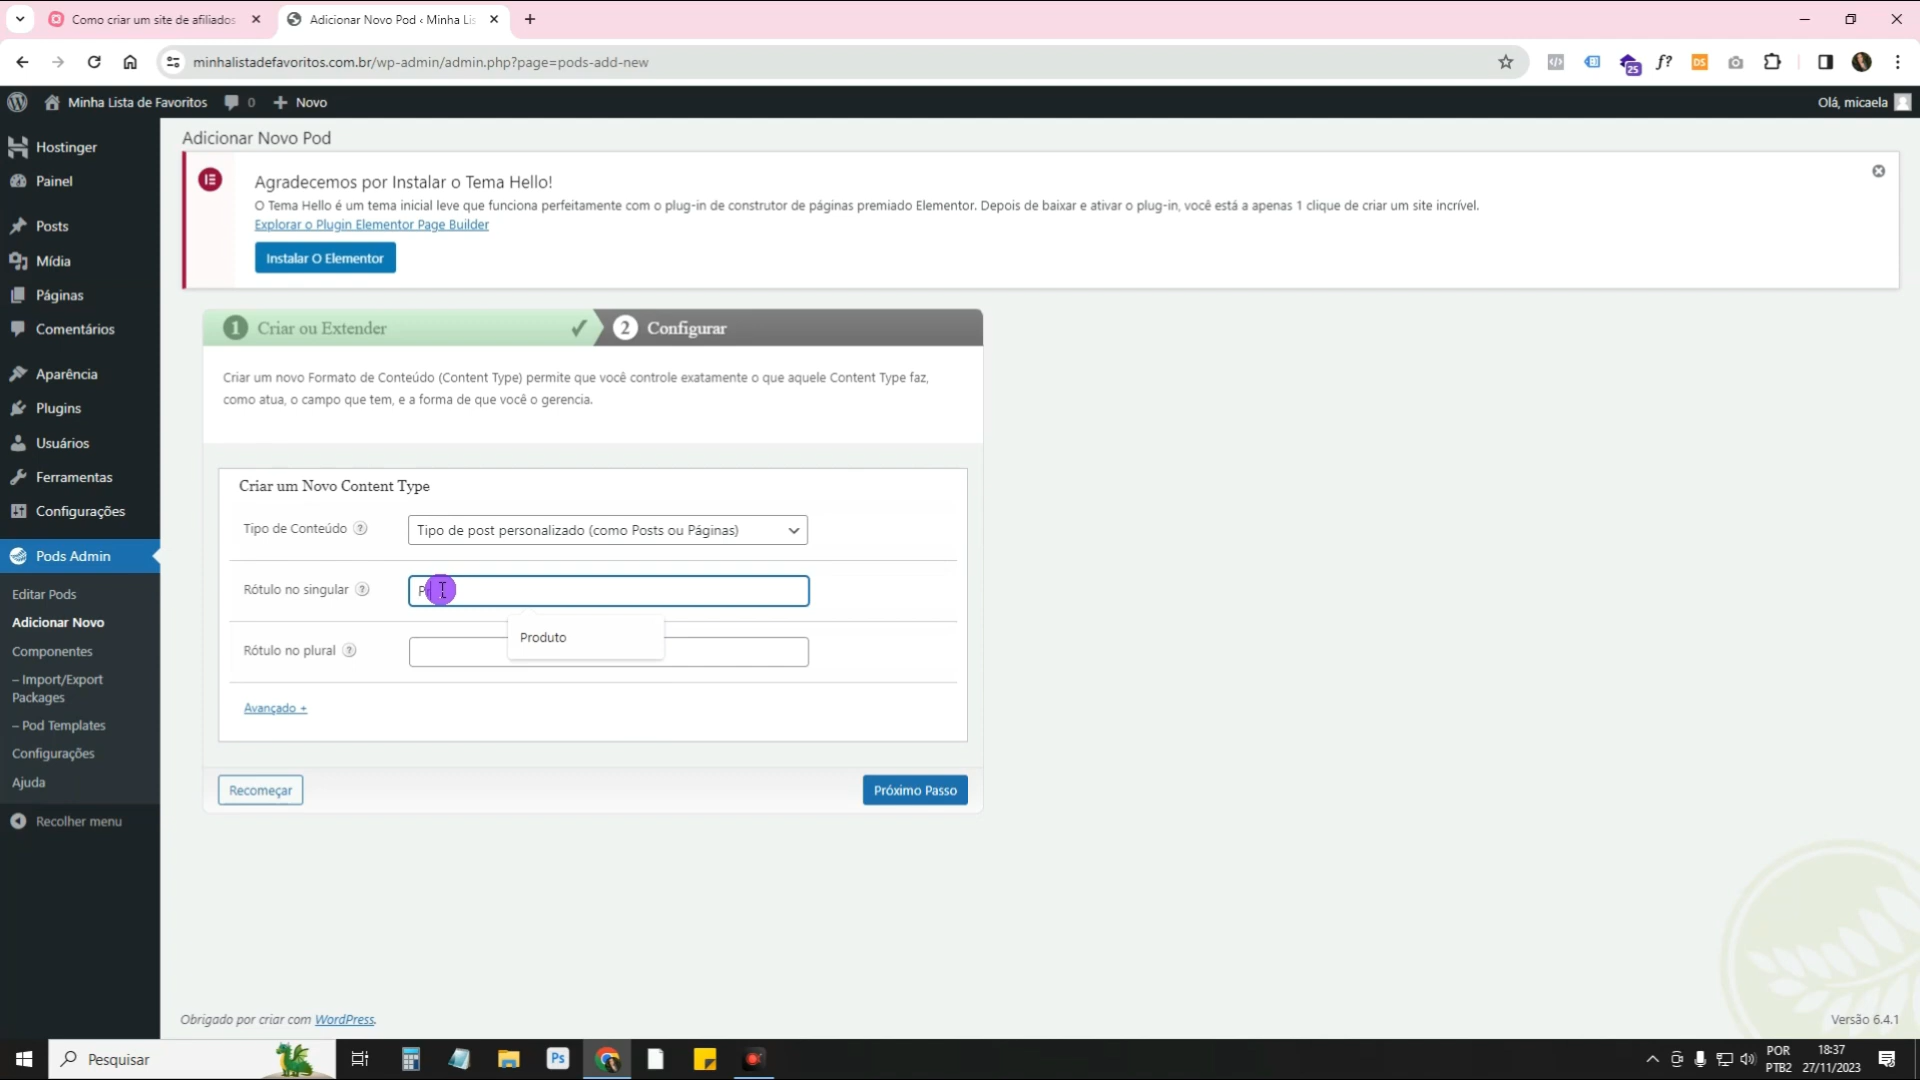 Como criar um site de afiliados
Adicionar Novo Pod ‹ Minha Lis
minhalistadefavoritos.com.br/wp-admin/admin.php?page=pods-add-new
25
f?
DS
Minha Lista de Favoritos
0
Novo
Olá, micaela
Hostinger
Painel
Posts
Mídia
Páginas
Comentários
Aparência
Plugins
Usuários
Ferramentas
Configurações
Pods Admin
Editar Pods
Adicionar Novo
Componentes
– Import/Export
Packages
– Pod Templates
Configurações
Ajuda
Recolher menu
Adicionar Novo Pod
Agradecemos por Instalar o Tema Hello!
O Tema Hello é um tema inicial leve que funciona perfeitamente com o plug-in de construtor de páginas premiado Elementor. Depois de baixar e ativar o plug-in, você está a apenas 1 clique de criar um site incrível.
Explorar o Plugin Elementor Page Builder
Instalar O Elementor
1 Criar ou Extender
2 Configurar
Criar um novo Formato de Conteúdo (Content Type) permite que você controle exatamente o que aquele Content Type faz,
como atua, o campo que tem, e a forma de que você o gerencia.
Criar um Novo Content Type
Tipo de Conteúdo ?
Tipo de post personalizado (como Posts ou Páginas)
Rótulo no singular ?
Produto
Rótulo no plural ?
Avançado +
Recomeçar
Próximo Passo
Obrigado por criar com WordPress.
Versão 6.4.1
Pesquisar
Ps
POR
PTB2
18:37
27/11/2023